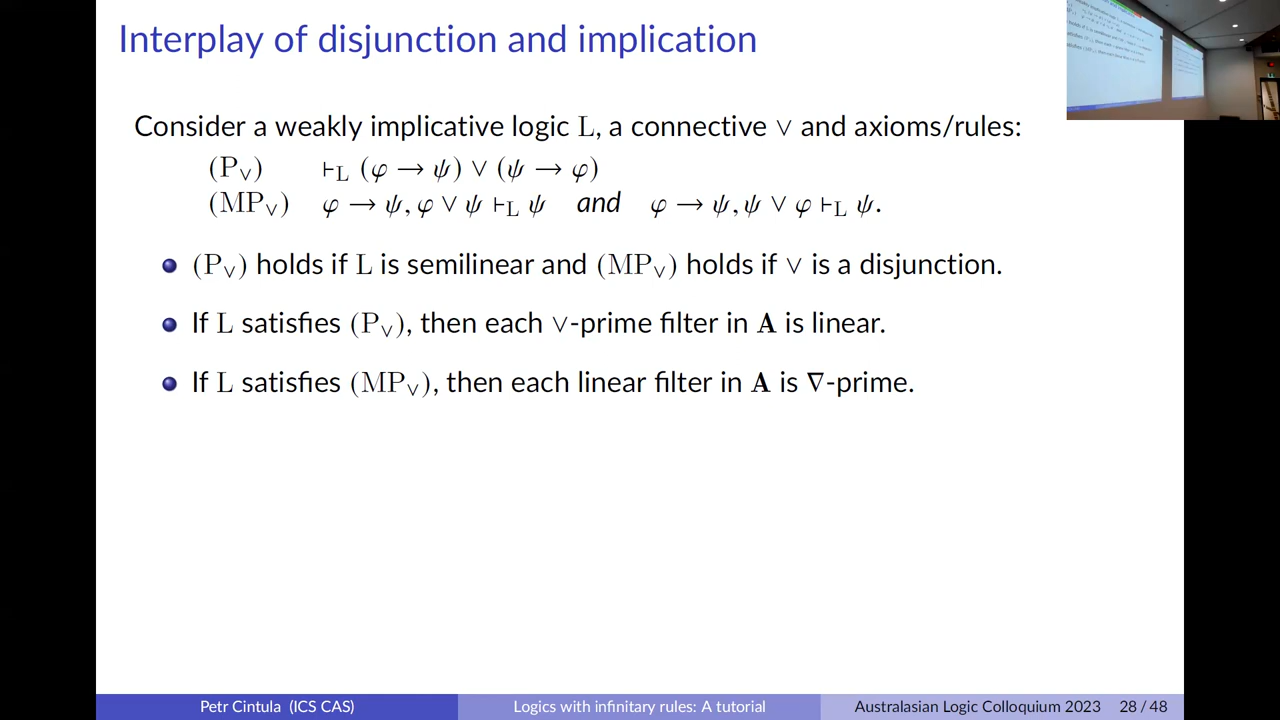 Interplay of disjunction and implication
Consider a weakly implicative logic L, a connective ∨ and axioms/rules:
(P∨) ⊢L (φ → ψ) ∨ (ψ → φ)
(MP∨) φ → ψ, φ ∨ ψ ⊢L ψ and φ → ψ, ψ ∨ φ ⊢L ψ.
(P∨) holds if L is semilinear and (MP∨) holds if ∨ is a disjunction.
If L satisfies (P∨), then each ∨-prime filter in A is linear.
If L satisfies (MP∨), then each linear filter in A is ∇-prime.
Petr Cintula (ICS CAS) Logics with infinitary rules: A tutorial Australasian Logic Colloquium 2023 28 / 48